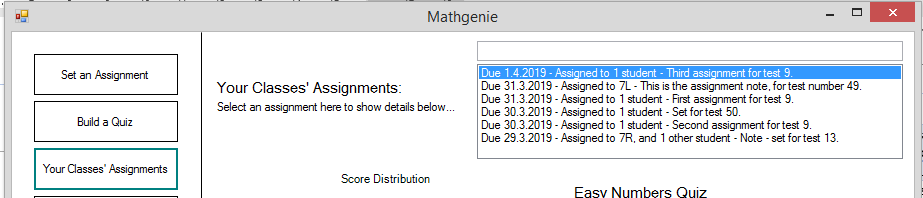 Mathgenie
Set an Assignment
Build a Quiz
Your Classes' Assignments
Your Classes' Assignments:
Select an assignment here to show details below...
Due 1.4.2019 - Assigned to 1 student - Third assignment for test 9.
Due 31.3.2019 - Assigned to 7L - This is the assignment note, for test number 49.
Due 31.3.2019 - Assigned to 1 student - First assignment for test 9.
Due 30.3.2019 - Assigned to 1 student - Set for test 50.
Due 30.3.2019 - Assigned to 1 student - Second assignment for test 9.
Due 29.3.2019 - Assigned to 7R, and 1 other student - Note - set for test 13.
Score Distribution
Easy Numbers Quiz